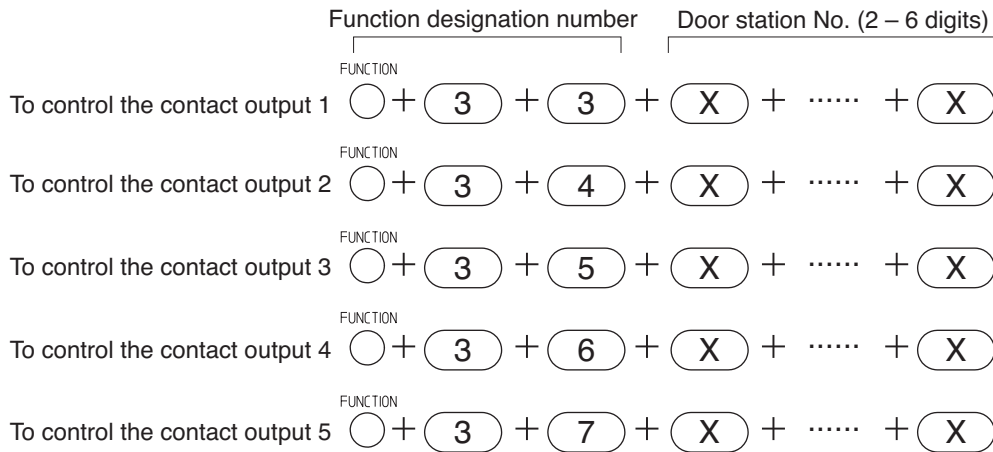 Function designation number Door station No. (2 – 6 digits)
FUNCTION
To control the contact output 1 + 3 + 3 + X + ...... + X
FUNCTION
To control the contact output 2 + 3 + 4 + X + ...... + X
FUNCTION
To control the contact output 3 + 3 + 5 + X + ...... + X
FUNCTION
To control the contact output 4 + 3 + 6 + X + ...... + X
FUNCTION
To control the contact output 5 + 3 + 7 + X + ...... + X